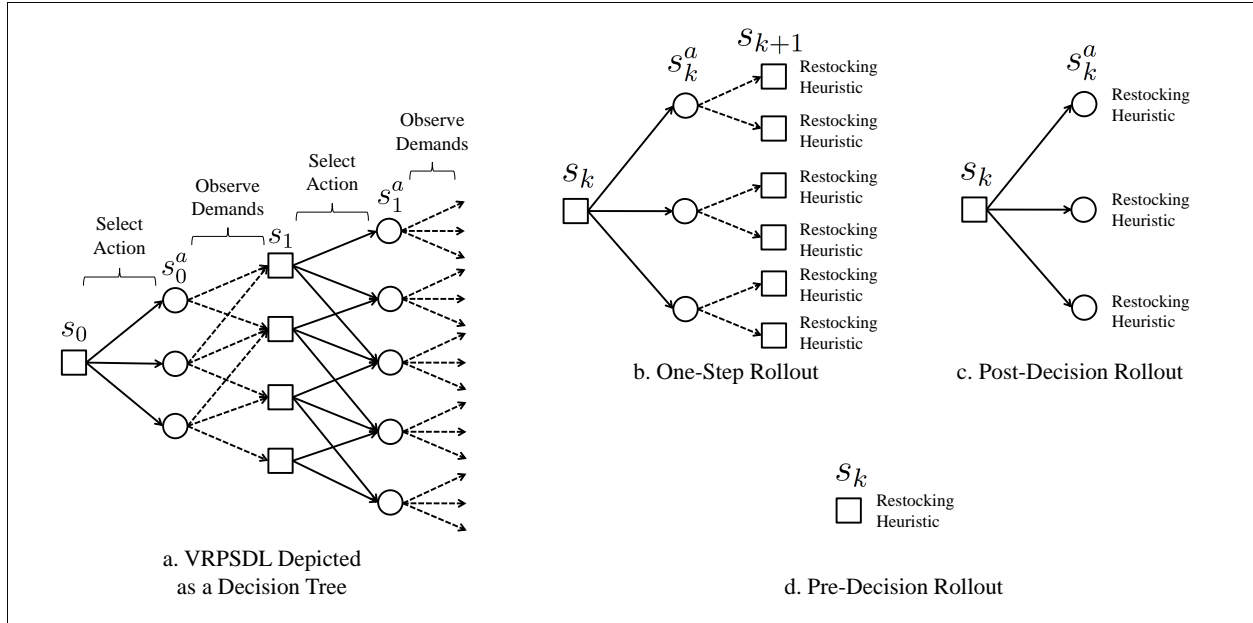 Observe
Demands
Select
Action
s_1^a
Observe
Demands
s_1
Select
Action
s_0^a
s_0
a. VRPSDL Depicted
as a Decision Tree
s_k
s_k^a
s_{k+1}
Restocking
Heuristic
Restocking
Heuristic
Restocking
Heuristic
Restocking
Heuristic
Restocking
Heuristic
Restocking
Heuristic
b. One-Step Rollout
s_k
s_k^a
Restocking
Heuristic
Restocking
Heuristic
Restocking
Heuristic
c. Post-Decision Rollout
s_k
Restocking
Heuristic
d. Pre-Decision Rollout